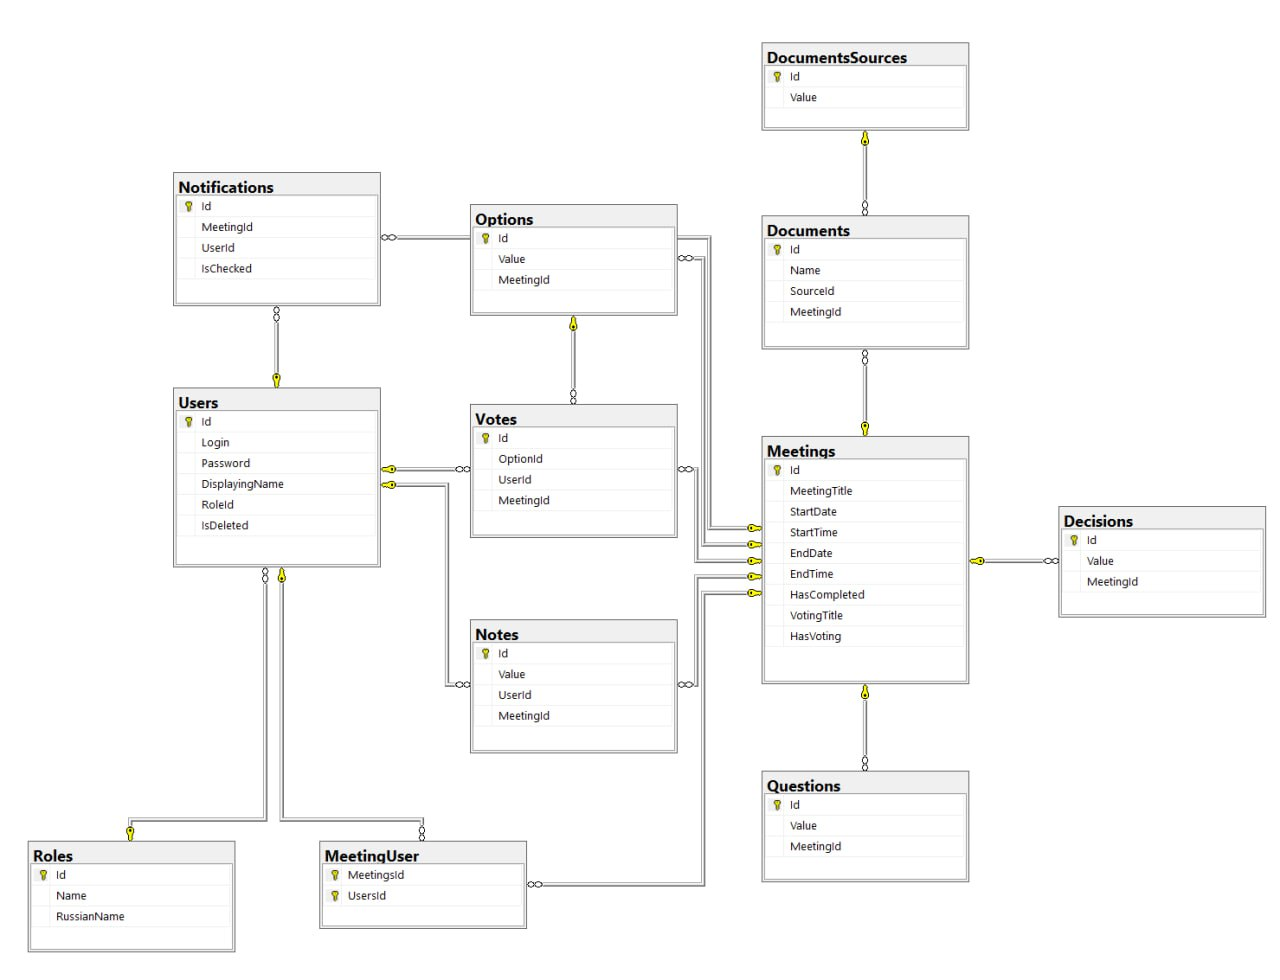 DocumentsSources
Id
Value
Notifications
Id
MeetingId
UserId
IsChecked
Options
Id
Value
MeetingId
Documents
Id
Name
SourceId
MeetingId
Users
Id
Login
Password
DisplayingName
RoleId
IsDeleted
Votes
Id
OptionId
UserId
MeetingId
Meetings
Id
MeetingTitle
StartDate
StartTime
EndDate
EndTime
HasCompleted
VotingTitle
HasVoting
Decisions
Id
Value
MeetingId
Notes
Id
Value
UserId
MeetingId
Questions
Id
Value
MeetingId
Roles
Id
Name
RussianName
MeetingUser
MeetingsId
UsersId